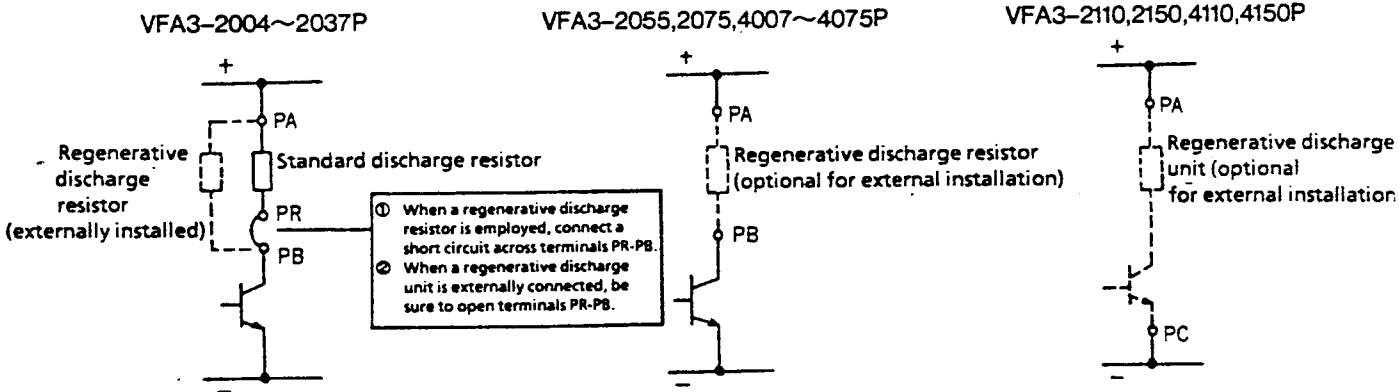 VFA3-2004~2037P
+
PA
Regenerative
discharge
resistor
(externally installed)
Standard discharge resistor
PR
PB
① When a regenerative discharge
resistor is employed, connect a
short circuit across terminals PR-PB.
② When a regenerative discharge
unit is externally connected, be
sure to open terminals PR-PB.
−
VFA3-2055,2075,4007~4075P
+
PA
Regenerative discharge resistor
(optional for external installation)
PB
−
VFA3-2110,2150,4110,4150P
+
PA
Regenerative discharge
unit (optional
for external installation
PC
−